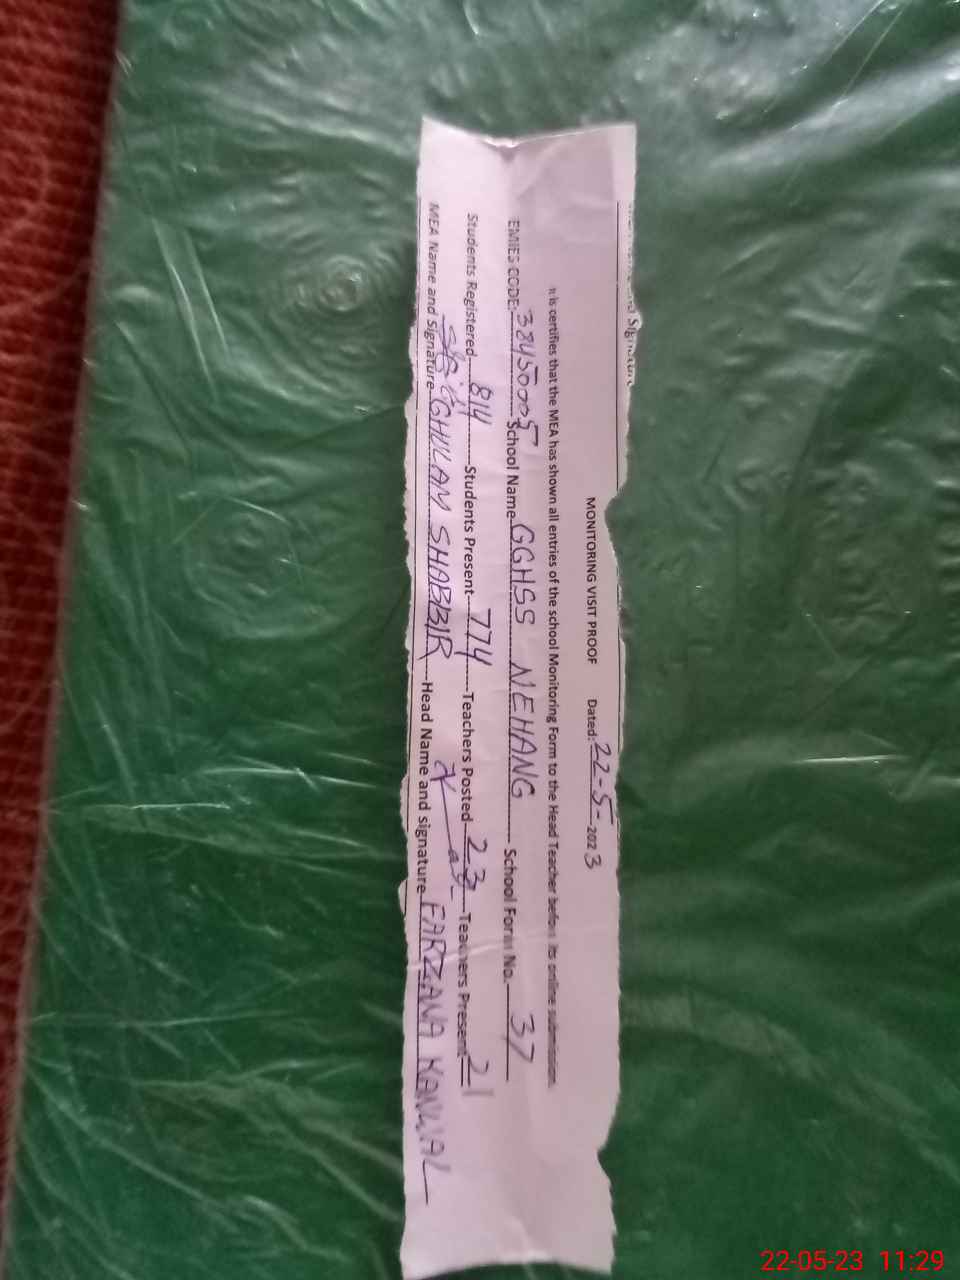 Signature
MONITORING VISIT PROOF Dated: 22-5-2023
It is certifies that the MEA has shown all entries of the school Monitoring Form to the Head Teacher before its online submission.
EMIES CODE: 38450005 School Name GGHSS NEHANG School Form No. 37
Students Registered 814 Students Present 774 Teachers Posted 23 Teachers Present 21
MEA Name and Signature GHULAM SHABBIR Head Name and signature FARZANA KANWAL
22-05-23 11:29